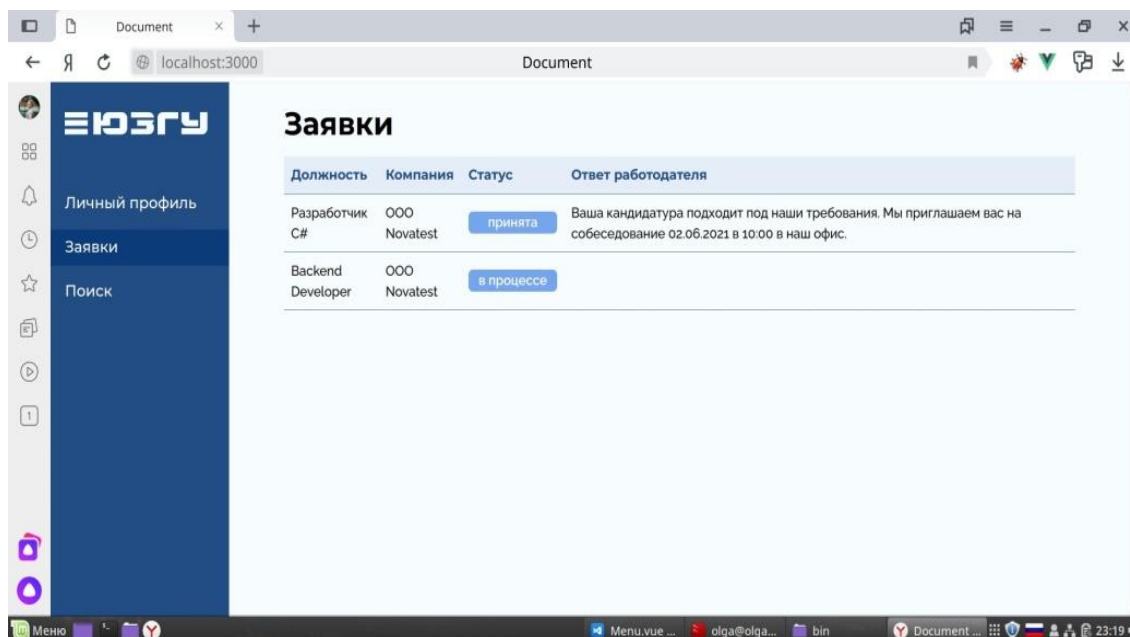 Document
localhost:3000
Document
ЮЗГУ
Личный профиль
Заявки
Поиск
Заявки
Должность Компания Статус Ответ работодателя
Разработчик C#
ООО Novatest
принята
Ваша кандидатура подходит под наши требования. Мы приглашаем вас на
собеседование 02.06.2021 в 10:00 в наш офис.
Backend Developer
ООО Novatest
в процессе
1
Меню
Menu.vue ...
olga@olga...
bin
Document ...
23:19